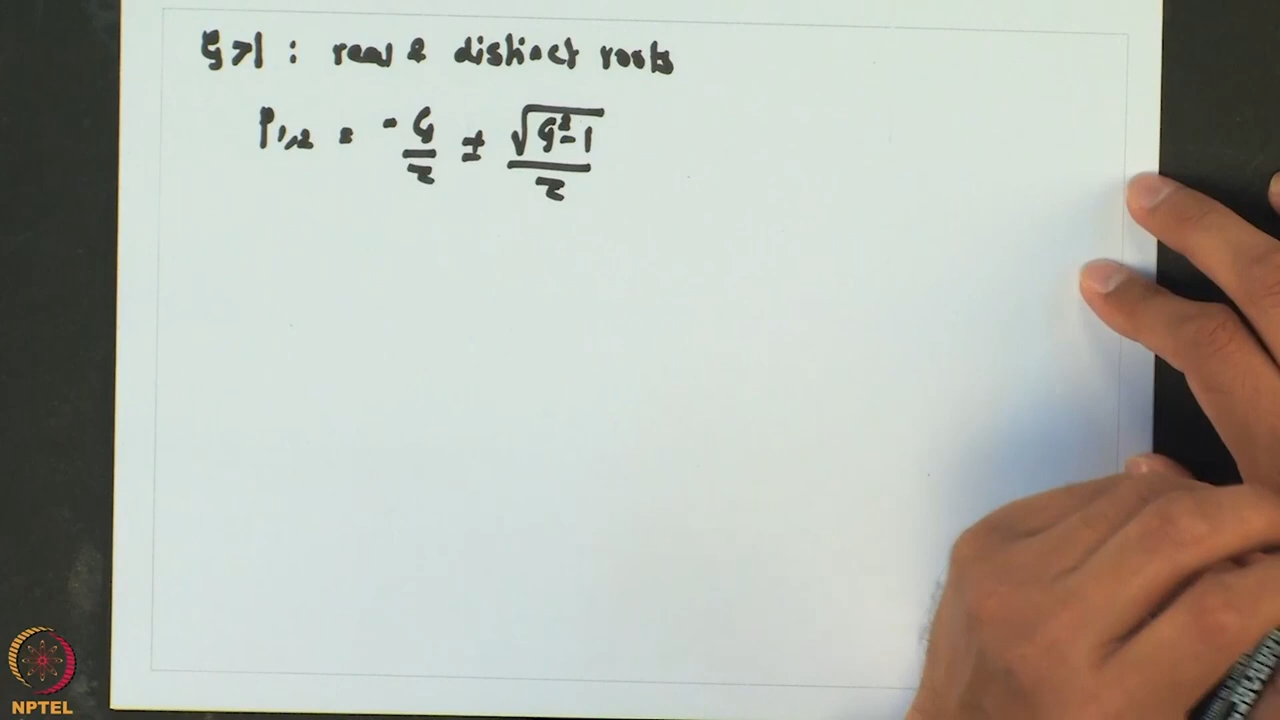 ζ>1 : real & distinct roots
P₁,₂ = -ζ/τ ± √(ζ²-1)/τ
NPTEL